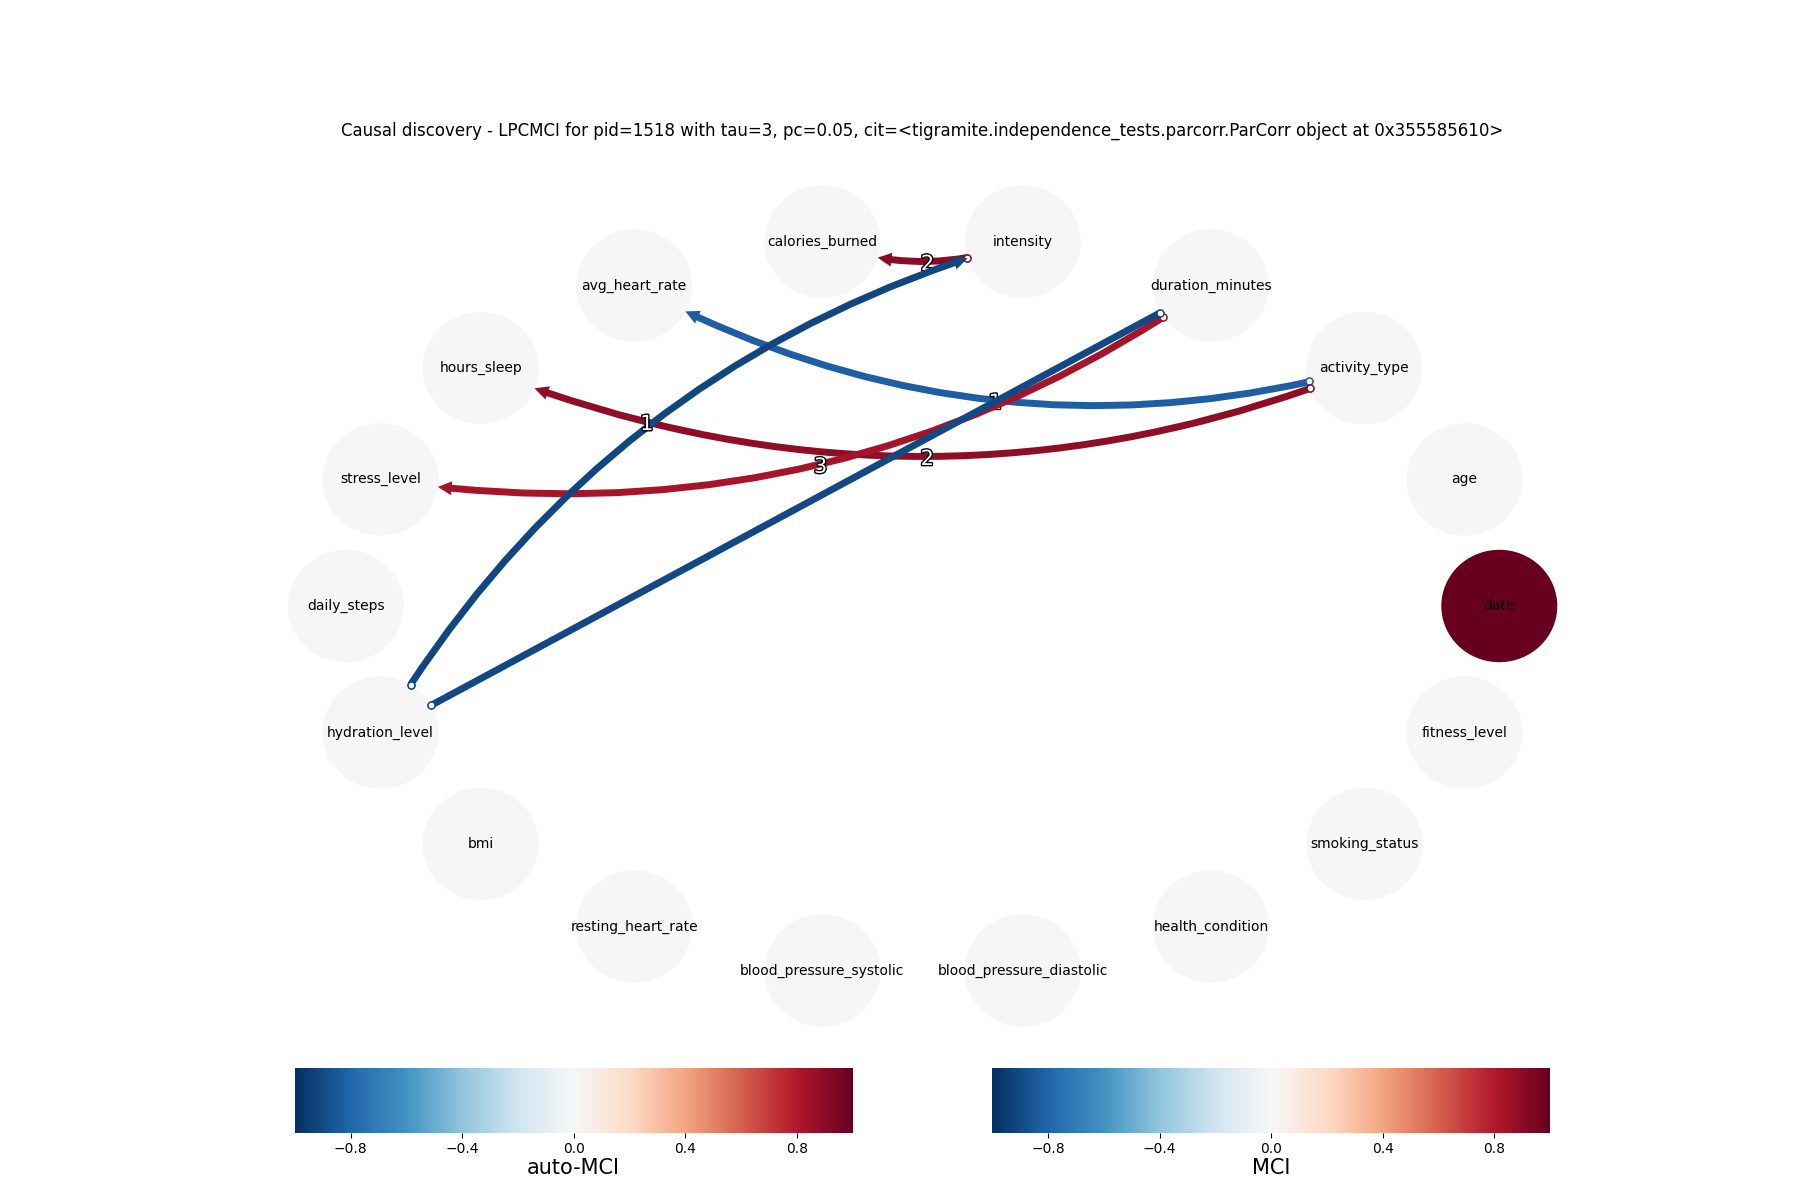 Causal discovery - LPCMCI for pid=1518 with tau=3, pc=0.05, cit=<tigramite.independence_tests.parcorr.ParCorr object at 0x355585610>
calories_burned
intensity
2
avg_heart_rate
duration_minutes
hours_sleep
activity_type
1
1
2
3
stress_level
age
daily_steps
date
hydration_level
fitness_level
bmi
smoking_status
resting_heart_rate
health_condition
blood_pressure_systolic
blood_pressure_diastolic
−0.8 −0.4 0.0 0.4 0.8
auto-MCI
−0.8 −0.4 0.0 0.4 0.8
MCI